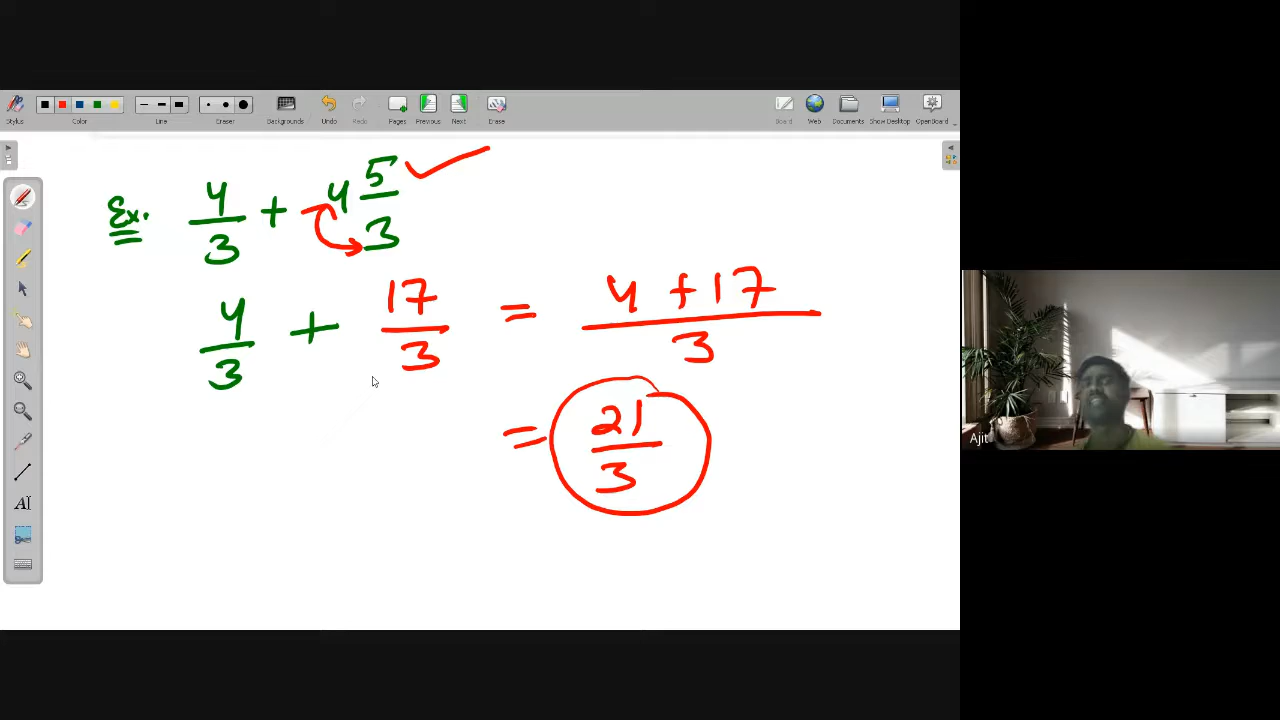 Stylus Color Line Eraser Backgrounds Undo Redo Pages Previous Next Erase Board Web Documents Show Desktop OpenBoard
Ex. 4/3 + 4 5/3
4/3 + 17/3 = 4 + 17/3
= 21/3
Ajit